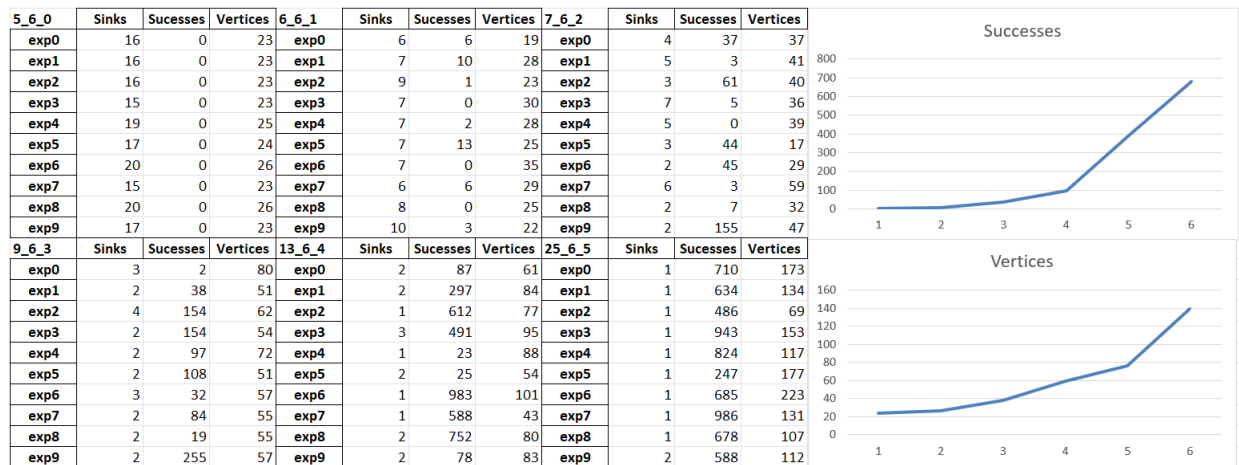 5_6_0 Sinks Sucesses Vertices 6_6_1 Sinks Sucesses Vertices 7_6_2 Sinks Sucesses Vertices
exp0 16 0 23 exp0 6 6 19 exp0 4 37 37
exp1 16 0 23 exp1 7 10 28 exp1 5 3 41
exp2 16 0 23 exp2 9 1 23 exp2 3 61 40
exp3 15 0 23 exp3 7 0 30 exp3 7 5 36
exp4 19 0 25 exp4 7 2 28 exp4 5 0 39
exp5 17 0 24 exp5 7 13 25 exp5 3 44 17
exp6 20 0 26 exp6 7 0 35 exp6 2 45 29
exp7 15 0 23 exp7 6 6 29 exp7 6 3 59
exp8 20 0 26 exp8 8 0 25 exp8 2 7 32
exp9 17 0 23 exp9 10 3 22 exp9 2 155 47
9_6_3 Sinks Sucesses Vertices 13_6_4 Sinks Sucesses Vertices 25_6_5 Sinks Sucesses Vertices
exp0 3 2 80 exp0 2 87 61 exp0 1 710 173
exp1 2 38 51 exp1 2 297 84 exp1 1 634 134
exp2 4 154 62 exp2 1 612 77 exp2 1 486 69
exp3 2 154 54 exp3 3 491 95 exp3 1 943 153
exp4 2 97 72 exp4 1 23 88 exp4 1 824 117
exp5 2 108 51 exp5 2 25 54 exp5 1 247 177
exp6 3 32 57 exp6 1 983 101 exp6 1 685 223
exp7 2 84 55 exp7 1 588 43 exp7 1 986 131
exp8 2 19 55 exp8 2 752 80 exp8 1 678 107
exp9 2 255 57 exp9 2 78 83 exp9 2 588 112
Successes
800
700
600
500
400
300
200
100
0
1 2 3 4 5 6
Vertices
160
140
120
100
80
60
40
20
0
1 2 3 4 5 6